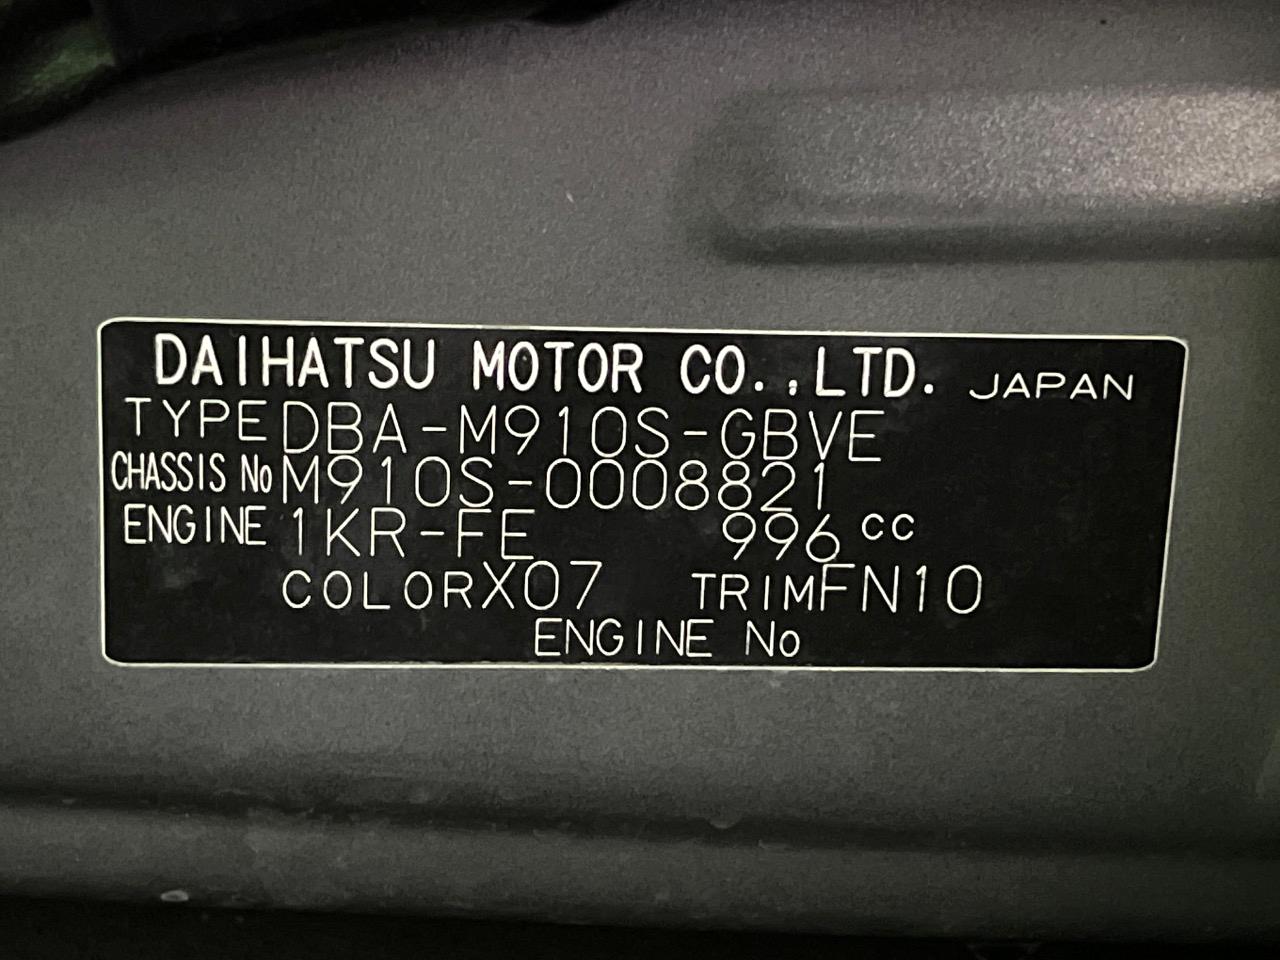 DAIHATSU MOTOR CO.,LTD. JAPAN
TYPE DBA-M910S-GBVE
CHASSIS No M910S-0008821
ENGINE 1KR-FE 996 cc
COLOR X07 TRIM FN10
ENGINE No